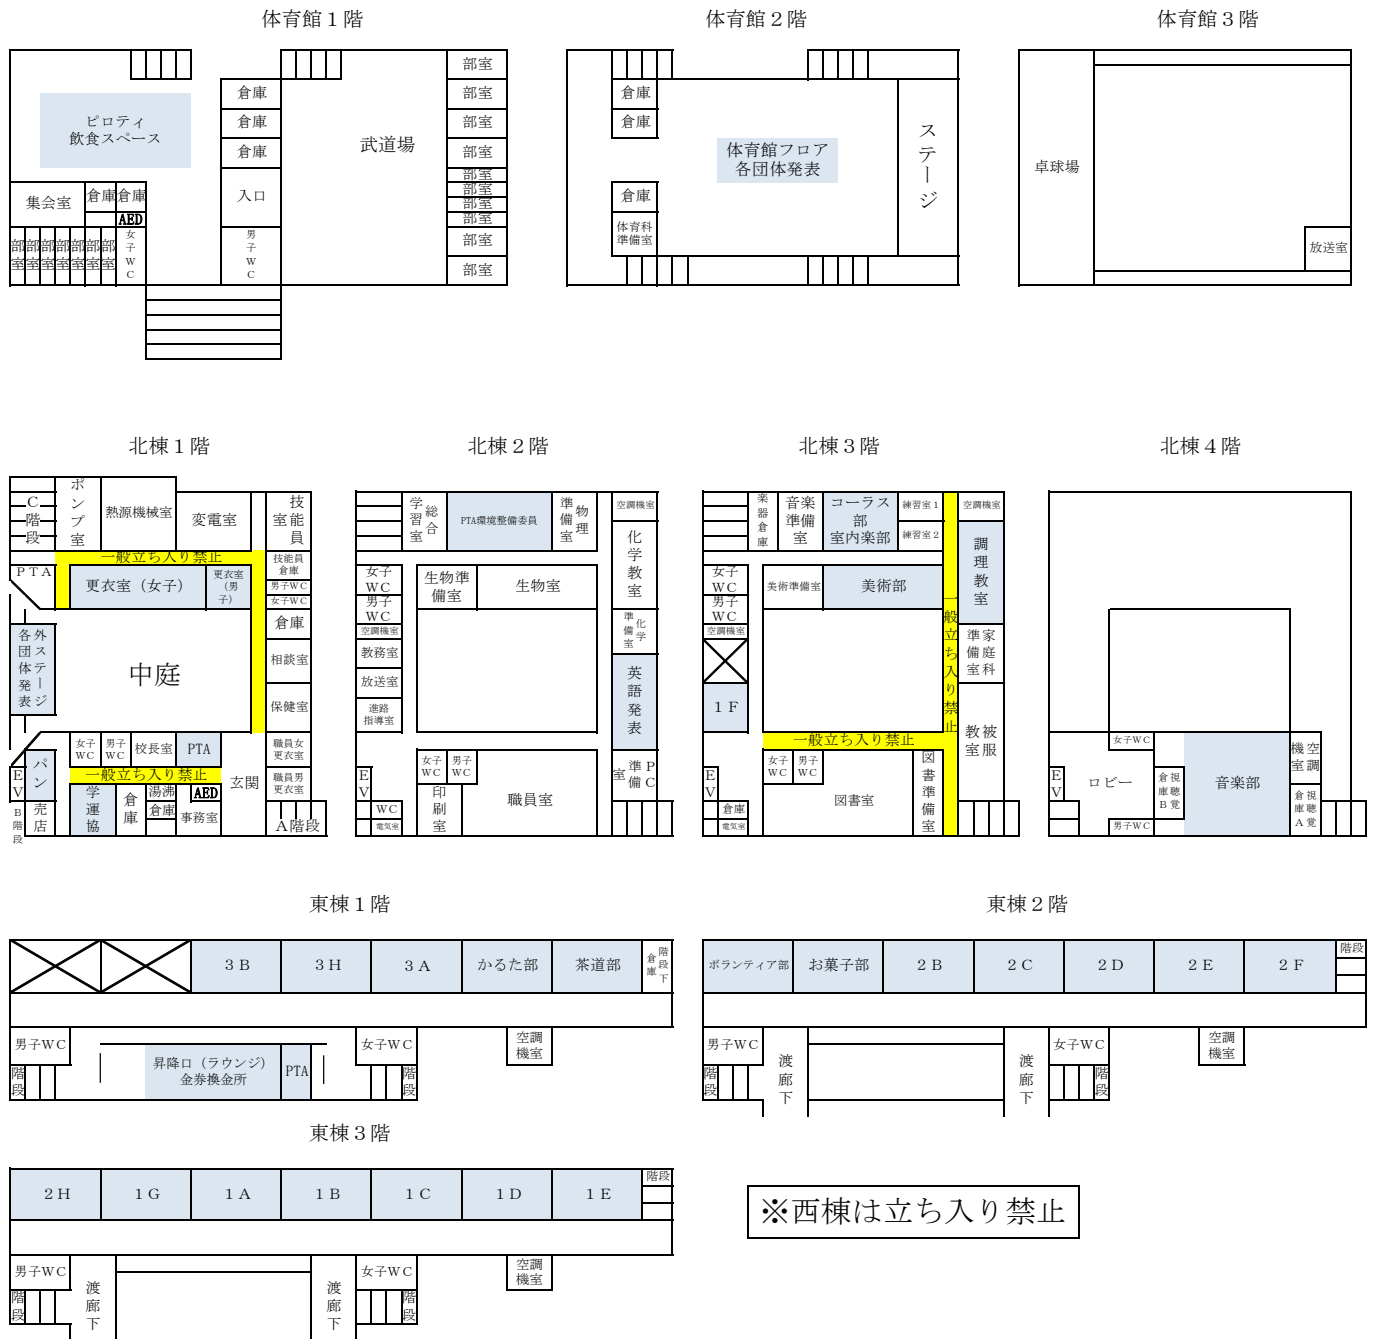 体育館１階
体育館２階
体育館３階
ピロティ
飲食スペース
倉庫
倉庫
倉庫
入口
男子WC
武道場
部室
部室
部室
部室
部室
部室
部室
部室
部室
部室
集会室
倉庫
倉庫
AED
女子WC
部室
部室
部室
部室
部室
部室
部室
倉庫
倉庫
倉庫
体育科
準備室
体育館フロア
各団体発表
ステージ
卓球場
放送室
北棟１階
北棟２階
北棟３階
北棟４階
C階段
ポンプ室
熱源機械室
変電室
技能員室
一般立ち入り禁止
PTA
更衣室（女子）
更衣室
（男
子）
技能員
倉庫
男子WC
女子WC
倉庫
相談室
保健室
外ステージ
各団体発表
中庭
女子
WC
男子
WC
校長室
PTA
職員女
更衣室
一般立ち入り禁止
玄関
職員男
更衣室
EV
パン
売店
学運協
倉庫
湯沸
倉庫
AED
事務室
B階段
A階段
総合
学習室
PTA環境整備委員
物理
準備室
空調機室
化学教室
女子
WC
男子
WC
空調機室
教務室
放送室
進路
指導室
生物準
備室
生物室
化学
準備室
英語発表
女子
WC
男子
WC
印刷室
職員室
PC
準備室
EV
WC
電気室
楽器倉庫
音楽
準備
室
コーラス
部
室内楽部
練習室１
練習室２
空調機室
調理教室
女子
WC
男子
WC
空調機室
1F
美術準備室
美術部
一般立ち入り禁止
家庭科
準備室
被服
教室
一般立ち入り禁止
女子
WC
男子
WC
図書室
図書準備室
EV
倉庫
電気室
女子WC
EV
ロビー
男子WC
視聴覚
倉庫B
音楽部
空調
機室
視聴覚
倉庫A
東棟１階
東棟２階
3B
3H
3A
かるた部
茶道部
階段下
倉庫
男子WC
階段
昇降口（ラウンジ）
金券換金所
PTA
女子WC
階段
空調
機室
ボランティア部
お菓子部
2B
2C
2D
2E
2F
階段
男子WC
階段
渡廊下
渡廊下
女子WC
階段
空調
機室
東棟３階
2H
1G
1A
1B
1C
1D
1E
階段
男子WC
階段
渡廊下
渡廊下
女子WC
階段
空調
機室
※西棟は立ち入り禁止